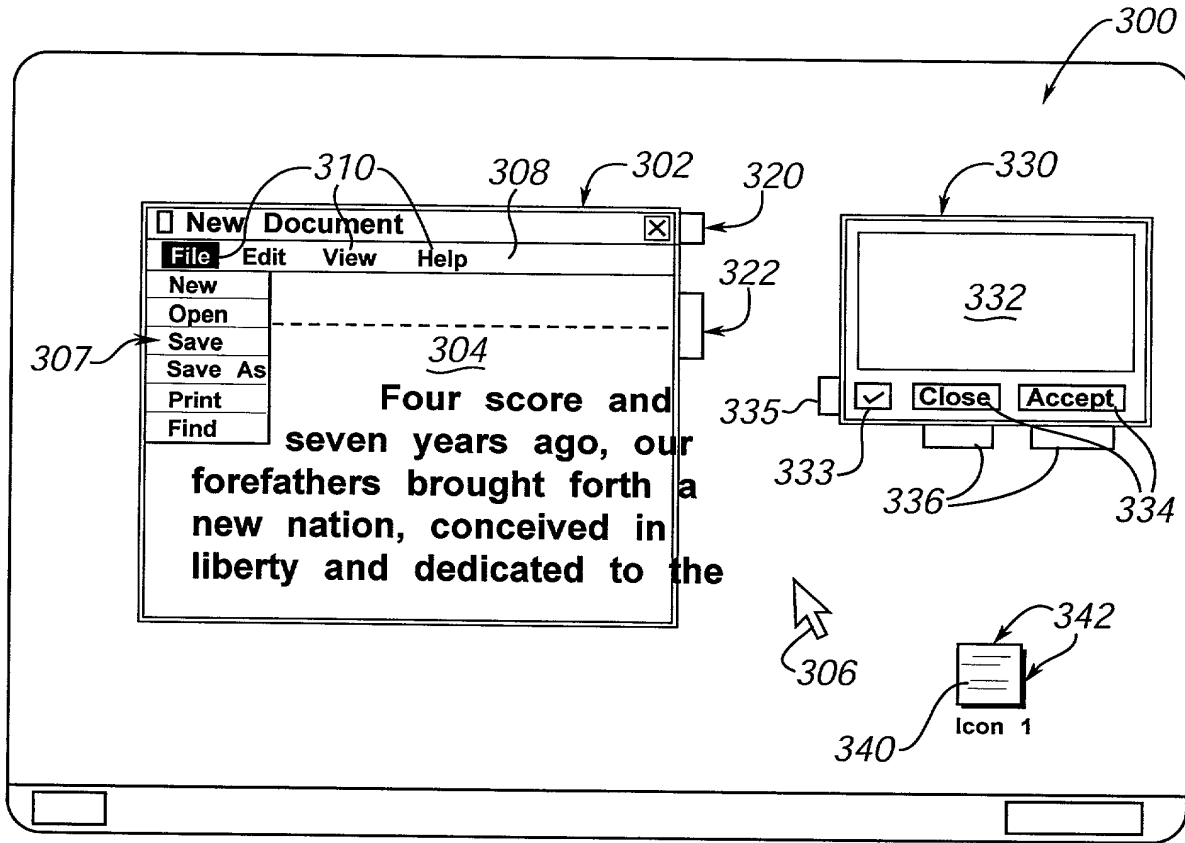 300
310 308 302 320 330
New Document
File Edit View Help
New
Open
Save
Save As
Print
Find
307
304
322
332
Four score and
seven years ago, our
forefathers brought forth a
new nation, conceived in
liberty and dedicated to the
335
Close Accept
333 336 334
306
342
340
Icon 1